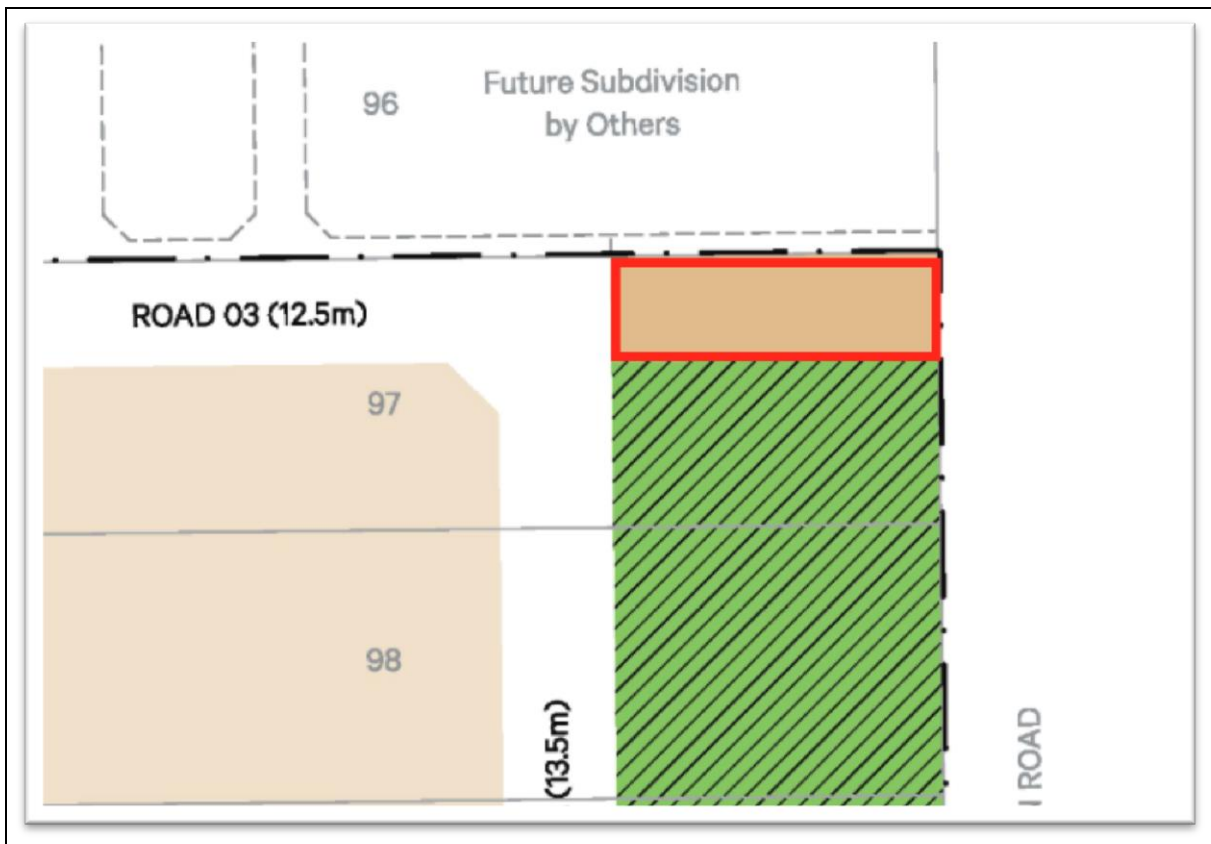 96
Future Subdivision
by Others
ROAD 03 (12.5m)
97
98
(13.5m)
ROAD